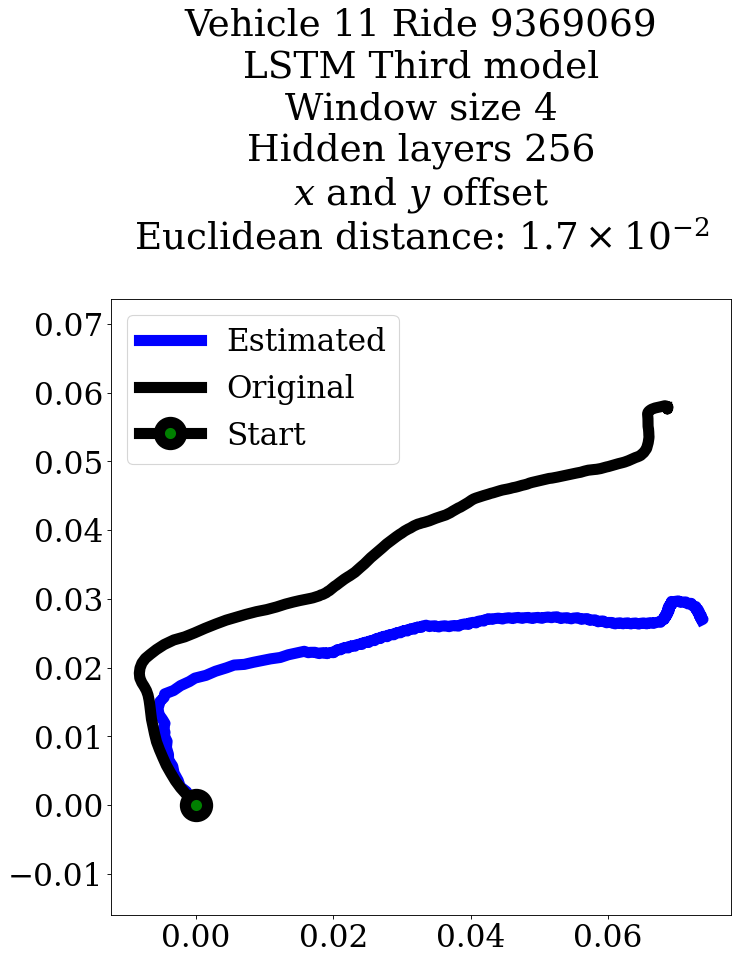 Vehicle 11 Ride 9369069
LSTM Third model
Window size 4
Hidden layers 256
x and y offset
Euclidean distance: 1.7 × 10⁻²
Estimated
Original
Start
0.07
0.06
0.05
0.04
0.03
0.02
0.01
0.00
−0.01
0.00 0.02 0.04 0.06